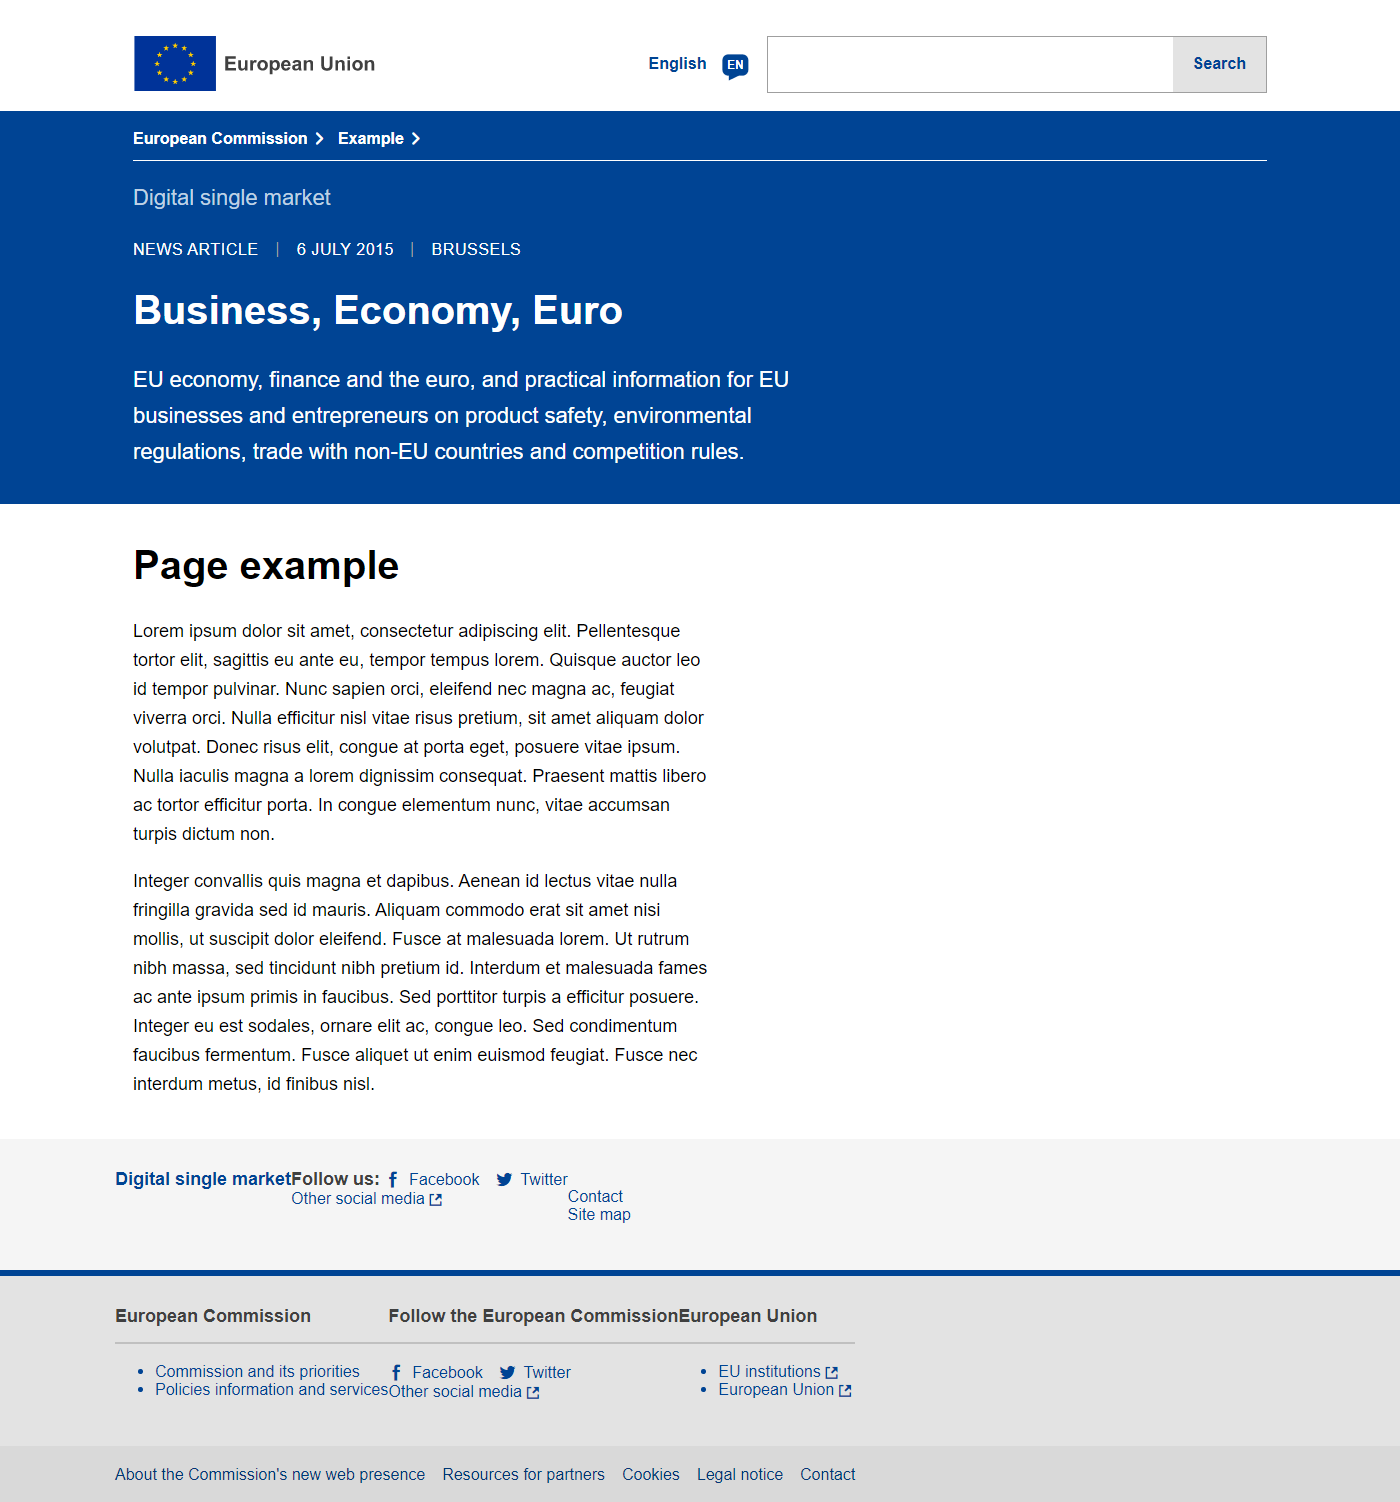 European Union
English EN Search
European Commission Example
Digital single market
NEWS ARTICLE | 6 JULY 2015 | BRUSSELS
Business, Economy, Euro
EU economy, finance and the euro, and practical information for EU
businesses and entrepreneurs on product safety, environmental
regulations, trade with non-EU countries and competition rules.
Page example
Lorem ipsum dolor sit amet, consectetur adipiscing elit. Pellentesque
tortor elit, sagittis eu ante eu, tempor tempus lorem. Quisque auctor leo
id tempor pulvinar. Nunc sapien orci, eleifend nec magna ac, feugiat
viverra orci. Nulla efficitur nisl vitae risus pretium, sit amet aliquam dolor
volutpat. Donec risus elit, congue at porta eget, posuere vitae ipsum.
Nulla iaculis magna a lorem dignissim consequat. Praesent mattis libero
ac tortor efficitur porta. In congue elementum nunc, vitae accumsan
turpis dictum non.
Integer convallis quis magna et dapibus. Aenean id lectus vitae nulla
fringilla gravida sed id mauris. Aliquam commodo erat sit amet nisi
mollis, ut suscipit dolor eleifend. Fusce at malesuada lorem. Ut rutrum
nibh massa, sed tincidunt nibh pretium id. Interdum et malesuada fames
ac ante ipsum primis in faucibus. Sed porttitor turpis a efficitur posuere.
Integer eu est sodales, ornare elit ac, congue leo. Sed condimentum
faucibus fermentum. Fusce aliquet ut enim euismod feugiat. Fusce nec
interdum metus, id finibus nisl.
Digital single market
Follow us: Facebook Twitter
Other social media
Contact
Site map
European Commission
Commission and its priorities
Policies information and services
Follow the European Commission
Facebook Twitter
Other social media
European Union
EU institutions
European Union
About the Commission's new web presence Resources for partners Cookies Legal notice Contact